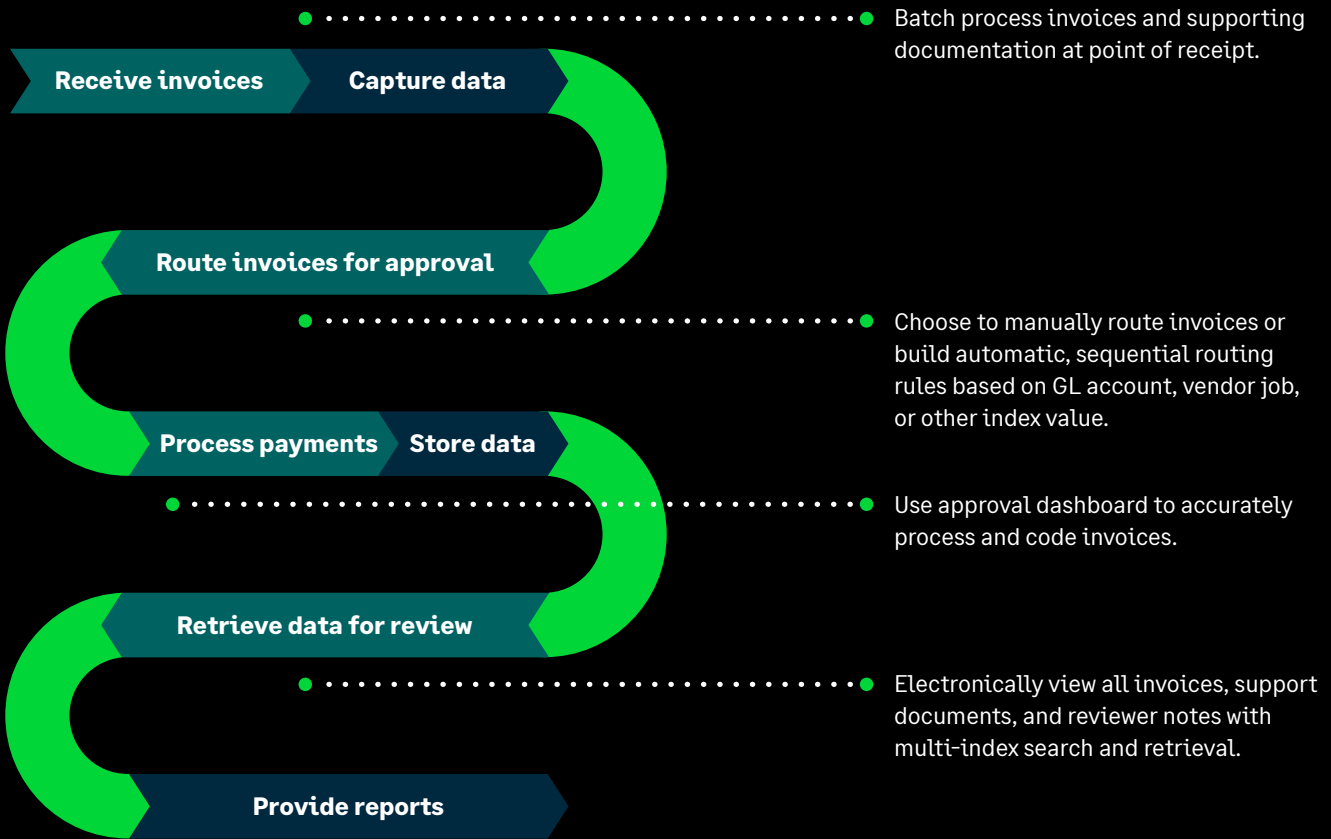 Batch process invoices and supporting
documentation at point of receipt.
Receive invoices
Capture data
Route invoices for approval
Choose to manually route invoices or
build automatic, sequential routing
rules based on GL account, vendor job,
or other index value.
Process payments
Store data
Use approval dashboard to accurately
process and code invoices.
Retrieve data for review
Electronically view all invoices, support
documents, and reviewer notes with
multi-index search and retrieval.
Provide reports